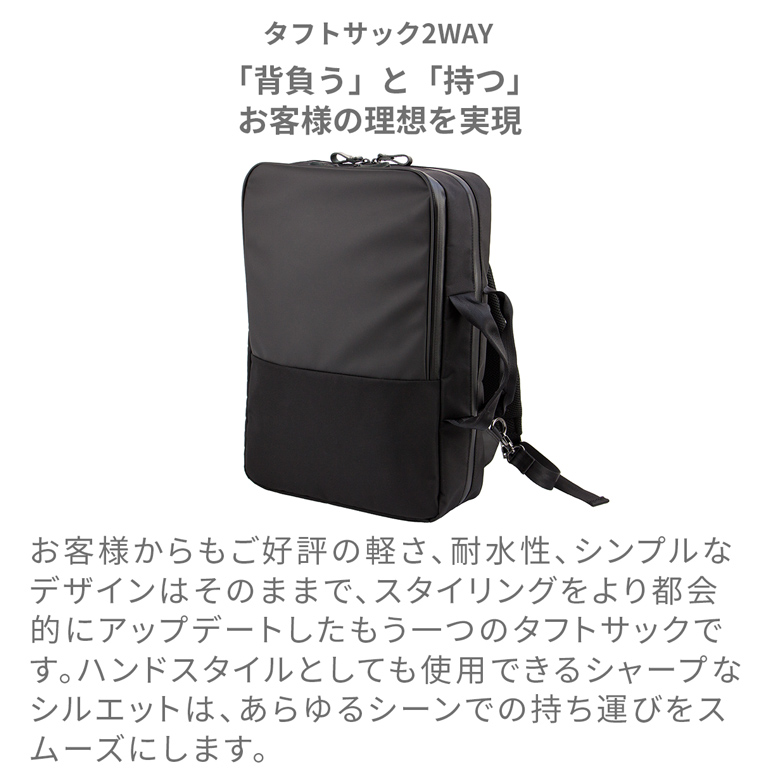 タフトサック2WAY
「背負う」と「持つ」
お客様の理想を実現
お客様からもご好評の軽さ、耐水性、シンプルな
デザインはそのままで、スタイリングをより都会
的にアップデートしたもう一つのタフトサックで
す。ハンドスタイルとしても使用できるシャープな
シルエットは、あらゆるシーンでの持ち運びをス
ムーズにします。